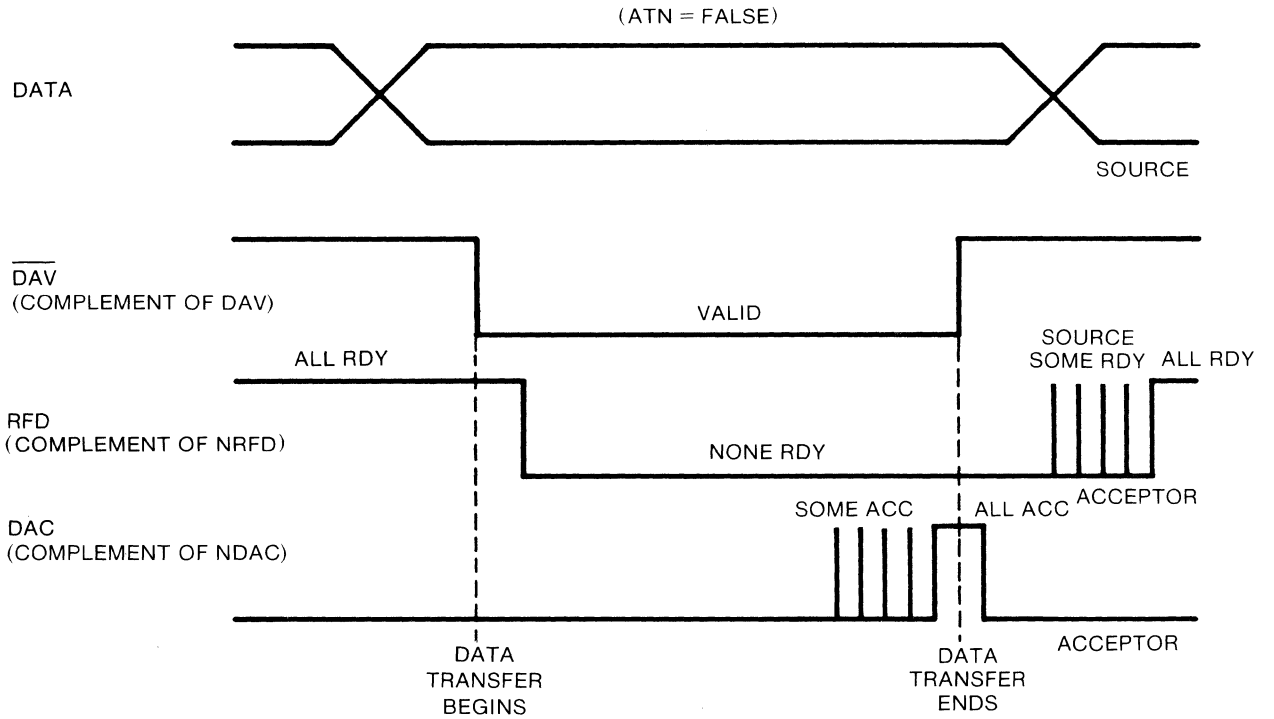 (ATN = FALSE)
DATA
SOURCE
DAV
(COMPLEMENT OF DAV)
VALID
SOURCE
ALL RDY
SOME RDY
ALL RDY
RFD
(COMPLEMENT OF NRFD)
NONE RDY
ACCEPTOR
SOME ACC
ALL ACC
DAC
(COMPLEMENT OF NDAC)
ACCEPTOR
DATA
TRANSFER
BEGINS
DATA
TRANSFER
ENDS